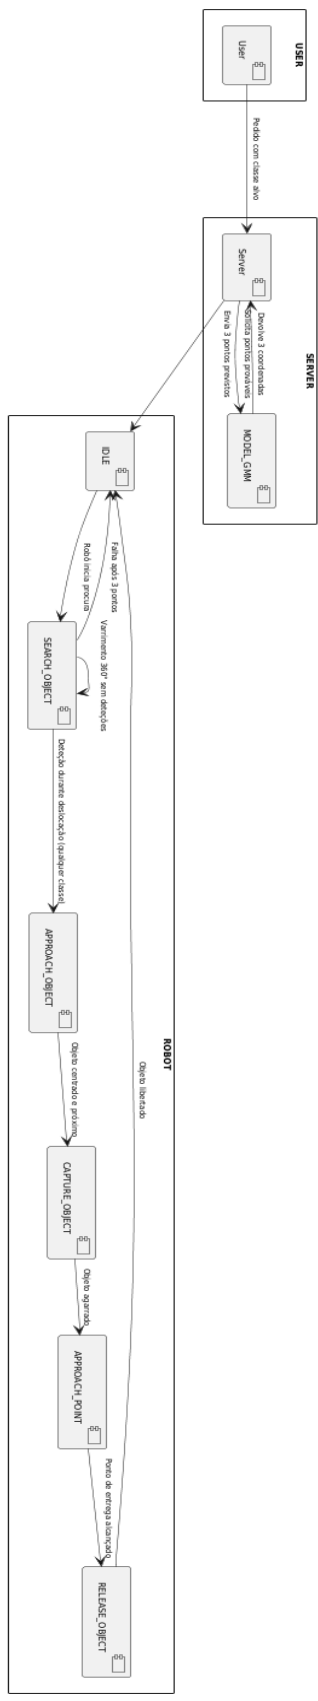 USER
User
Pedido com classe alvo
SERVER
Server
Devolve 3 coordenadas
Solicita pontos prováveis
Envia 3 pontos previstos
MODEL_GMM
ROBOT
IDLE
Robô inicia procura
Falha após 3 pontos
Varrimento 360° sem deteções
SEARCH_OBJECT
Deteção durante deslocação (qualquer classe)
APPROACH_OBJECT
Objeto centrado e próximo
CAPTURE_OBJECT
Objeto agarrado
APPROACH_POINT
Ponto de entrega alcançado
RELEASE_OBJECT
Objeto libertado